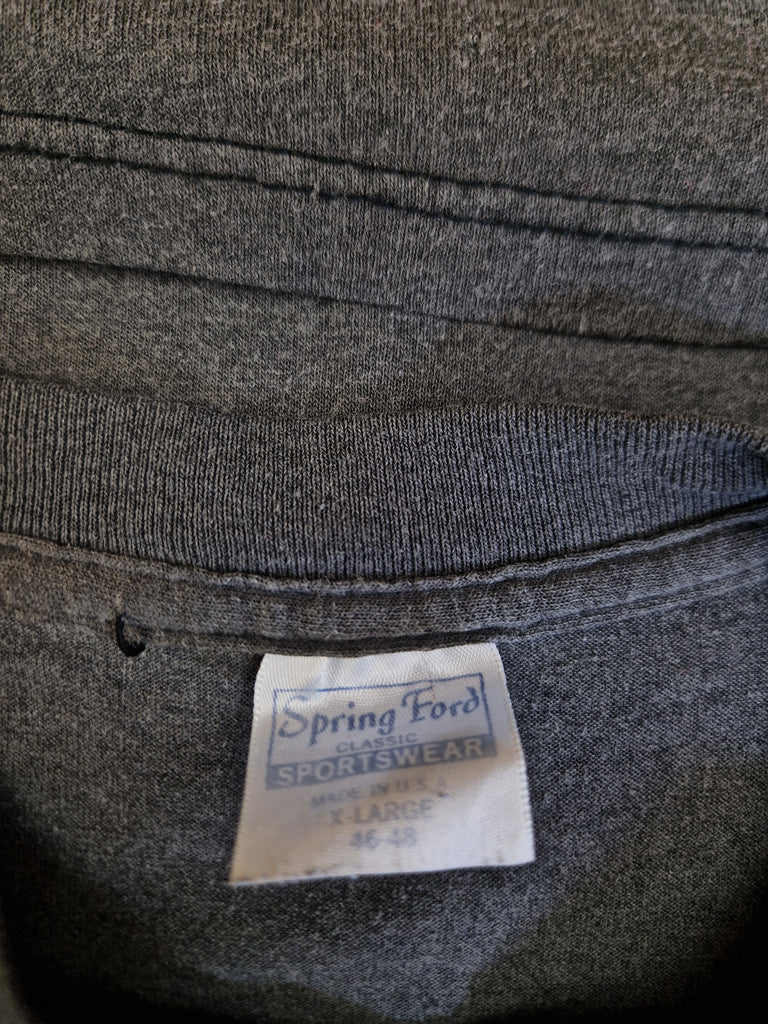 Spring Ford
CLASSIC
SPORTSWEAR
MADE IN U.S.A.
X-LARGE
46-48